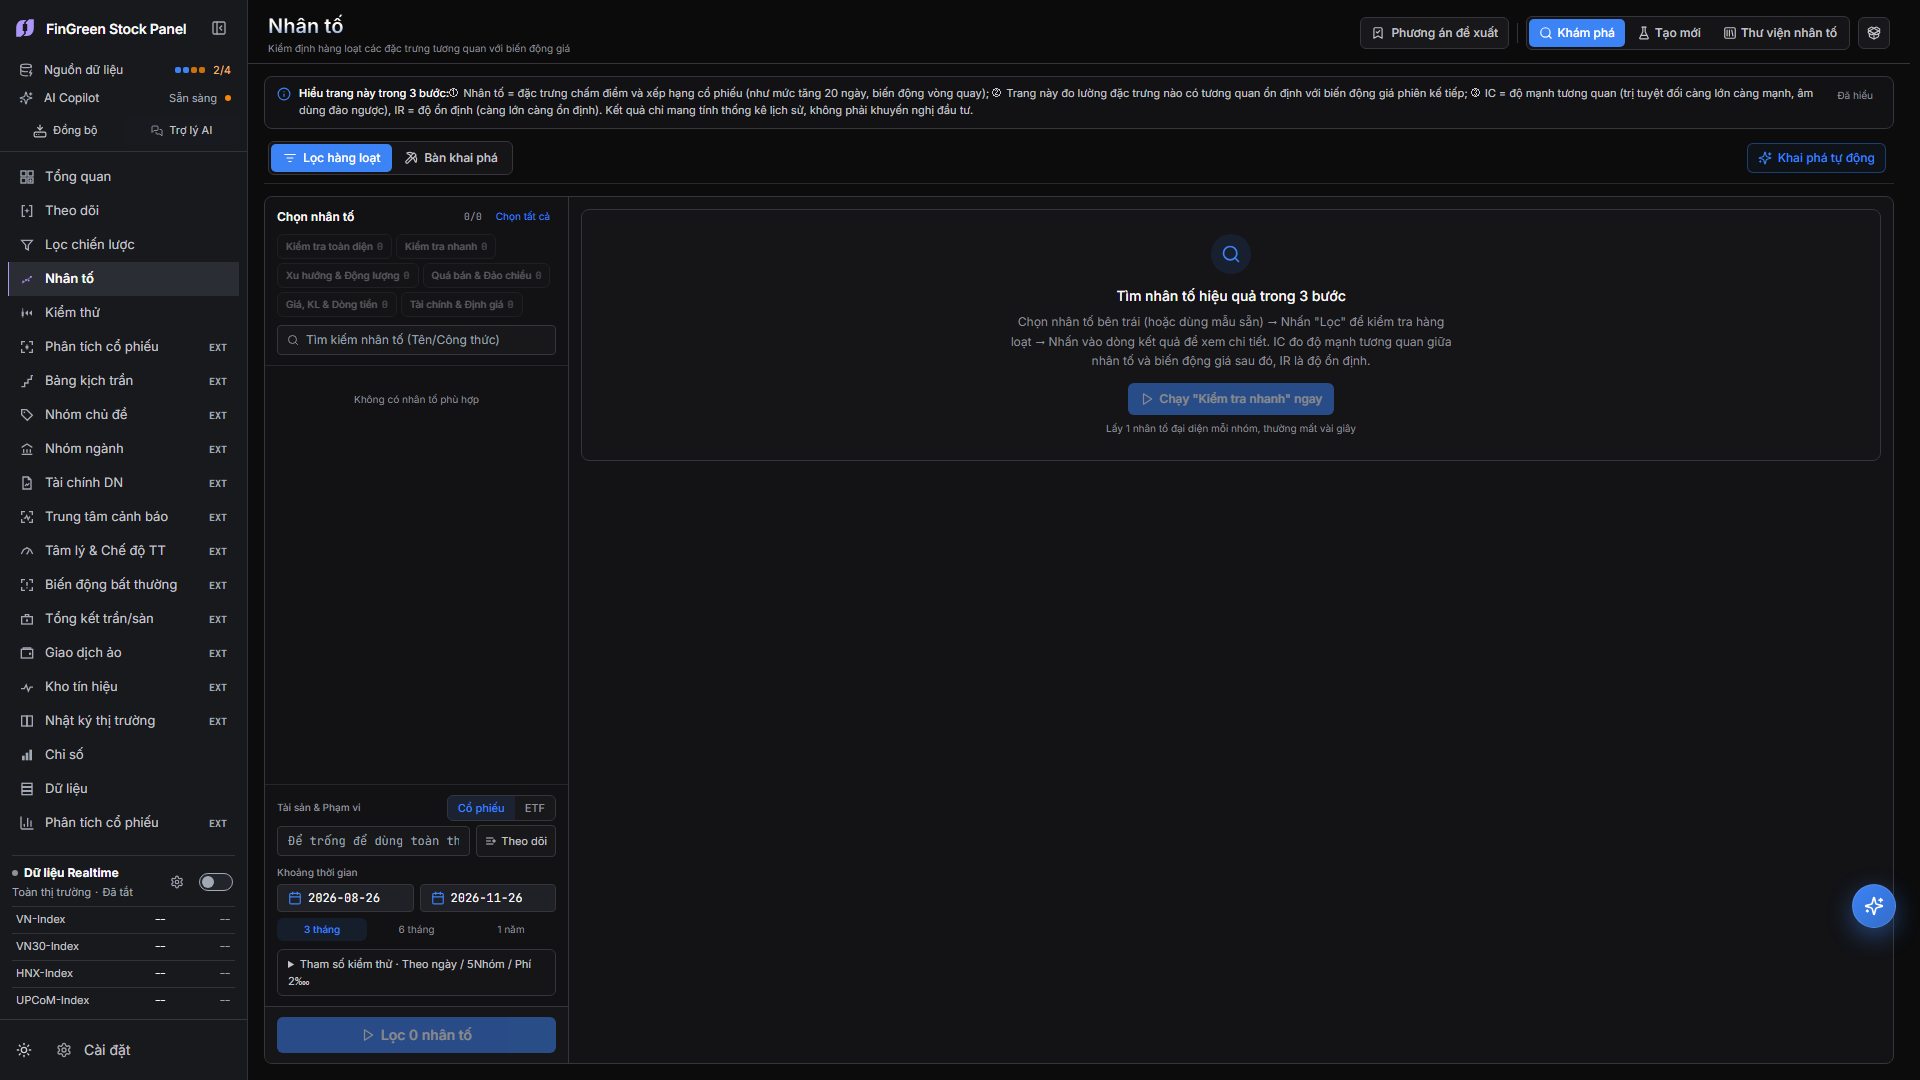 FinGreen Stock Panel
Nguồn dữ liệu 2/4
AI Copilot Sẵn sàng
Đồng bộ Trợ lý AI
Tổng quan
Theo dõi
Lọc chiến lược
Nhân tố
Kiểm thử
Phân tích cổ phiếu EXT
Bảng kịch trần EXT
Nhóm chủ đề EXT
Nhóm ngành EXT
Tài chính DN EXT
Trung tâm cảnh báo EXT
Tâm lý & Chế độ TT EXT
Biến động bất thường EXT
Tổng kết trần/sàn EXT
Giao dịch ảo EXT
Kho tín hiệu EXT
Nhật ký thị trường EXT
Chỉ số
Dữ liệu
Phân tích cổ phiếu EXT
Dữ liệu Realtime
Toàn thị trường · Đã tắt
VN-Index -- --
VN30-Index -- --
HNX-Index -- --
UPCoM-Index -- --
Cài đặt
Nhân tố
Kiểm định hàng loạt các đặc trưng tương quan với biến động giá
Phương án đề xuất
Khám phá
Tạo mới
Thư viện nhân tố
Hiểu trang này trong 3 bước:① Nhân tố = đặc trưng chấm điểm và xếp hạng cổ phiếu (như mức tăng 20 ngày, biến động vòng quay); ② Trang này đo lường đặc trưng nào có tương quan ổn định với biến động giá phiên kế tiếp; ③ IC = độ mạnh tương quan (trị tuyệt đối càng lớn càng mạnh, âm
dùng đảo ngược), IR = độ ổn định (càng lớn càng ổn định). Kết quả chỉ mang tính thống kê lịch sử, không phải khuyến nghị đầu tư.
Đã hiểu
Lọc hàng loạt
Bàn khai phá
Khai phá tự động
Chọn nhân tố 0/0 Chọn tất cả
Kiểm tra toàn diện 0 Kiểm tra nhanh 0
Xu hướng & Động lượng 0 Quá bán & Đảo chiều 0
Giá, KL & Dòng tiền 0 Tài chính & Định giá 0
Tìm kiếm nhân tố (Tên/Công thức)
Không có nhân tố phù hợp
Tài sản & Phạm vi Cổ phiếu ETF
Để trống để dùng toàn th Theo dõi
Khoảng thời gian
2026-08-26 2026-11-26
3 tháng 6 tháng 1 năm
▶ Tham số kiểm thử · Theo ngày / 5Nhóm / Phí
2‱
Lọc 0 nhân tố
Tìm nhân tố hiệu quả trong 3 bước
Chọn nhân tố bên trái (hoặc dùng mẫu sẵn) → Nhấn "Lọc" để kiểm tra hàng
loạt → Nhấn vào dòng kết quả để xem chi tiết. IC đo độ mạnh tương quan giữa
nhân tố và biến động giá sau đó, IR là độ ổn định.
Chạy "Kiểm tra nhanh" ngay
Lấy 1 nhân tố đại diện mỗi nhóm, thường mất vài giây